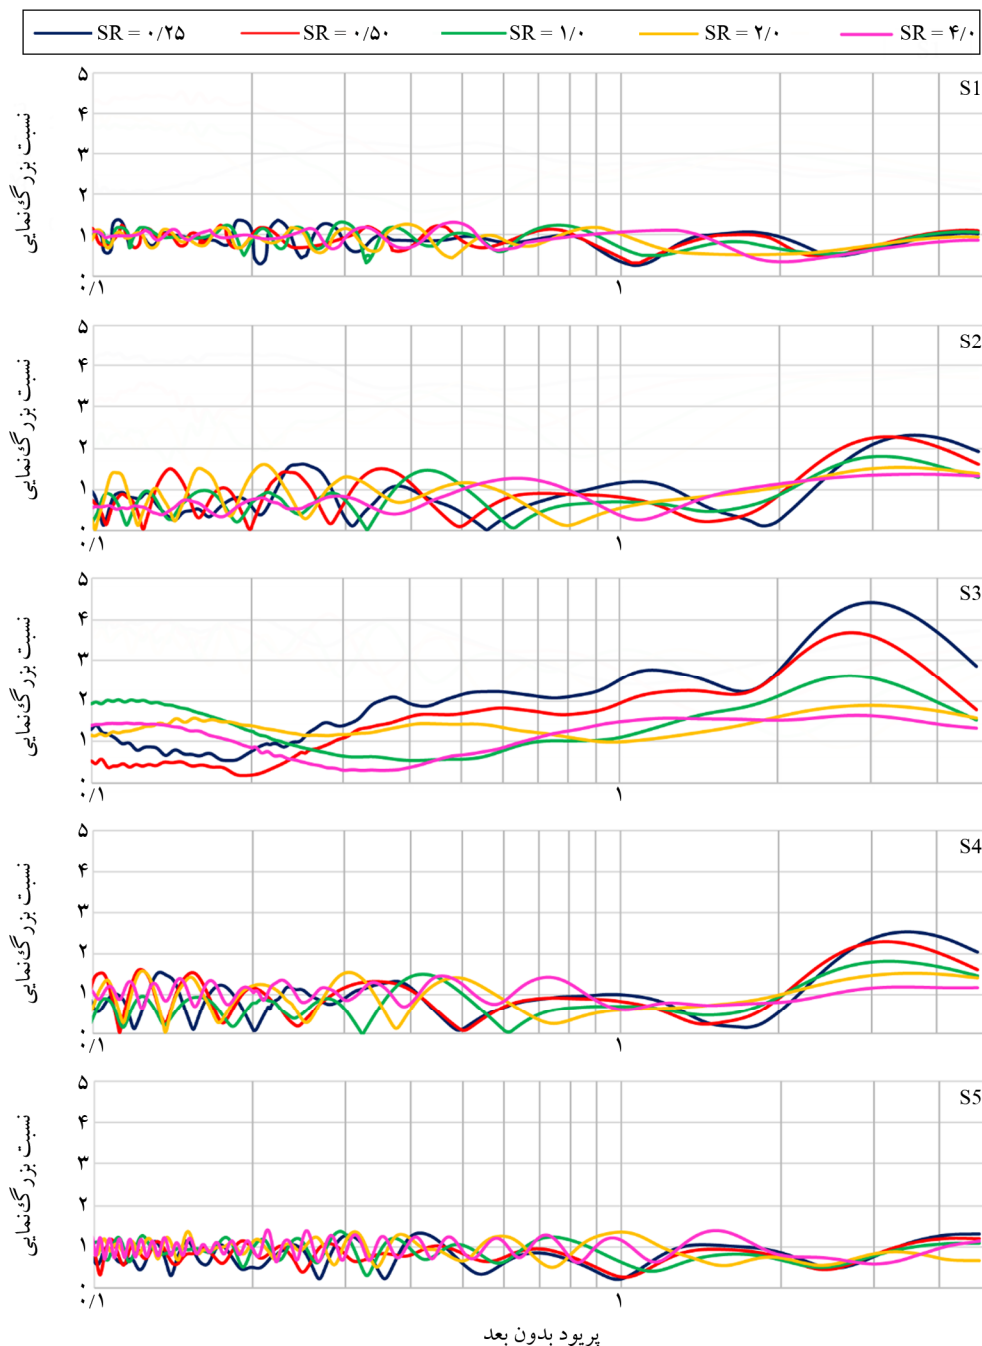 SR = ۰/۲۵ SR = ۰/۵۰ SR = ۱/۰ SR = ۲/۰ SR = ۴/۰
S1
نسبت بزرگ‌نمایی
۵
۴
۳
۲
۱
۰
۰/۱ ۱
S2
نسبت بزرگ‌نمایی
۵
۴
۳
۲
۱
۰
۰/۱ ۱
S3
نسبت بزرگ‌نمایی
۵
۴
۳
۲
۱
۰
۰/۱ ۱
S4
نسبت بزرگ‌نمایی
۵
۴
۳
۲
۱
۰
۰/۱ ۱
S5
نسبت بزرگ‌نمایی
۵
۴
۳
۲
۱
۰
۰/۱ ۱
پریود بدون بعد